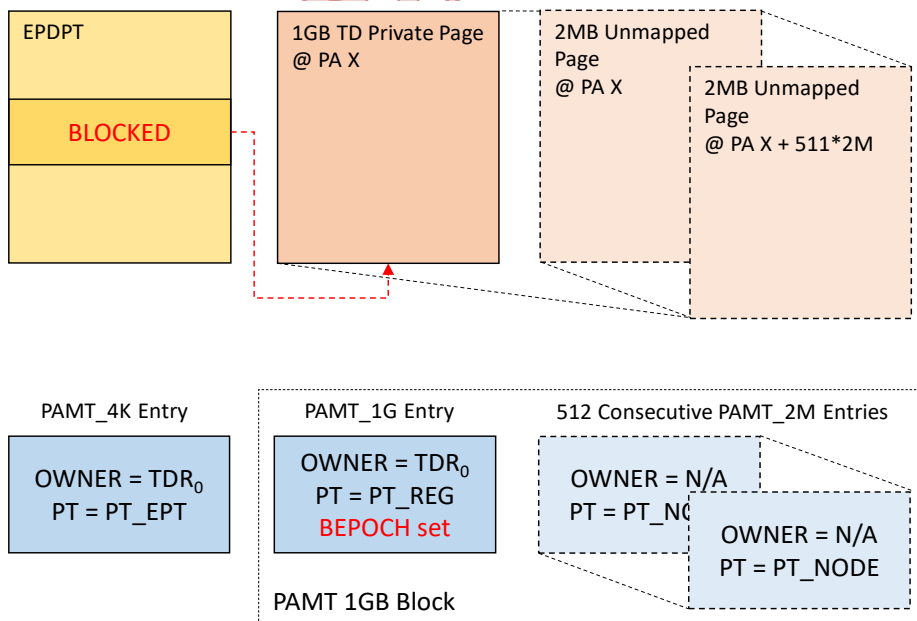 EPDPT
BLOCKED
1GB TD Private Page
@ PA X
2MB Unmapped
Page
@ PA X
2MB Unmapped
Page
@ PA X + 511*2M
PAMT_4K Entry
OWNER = TDR0
PT = PT_EPT
PAMT_1G Entry
OWNER = TDR0
PT = PT_REG
BEPOCH set
PAMT 1GB Block
512 Consecutive PAMT_2M Entries
OWNER = N/A
PT =
OWNER = N/A
PT = PT_NODE